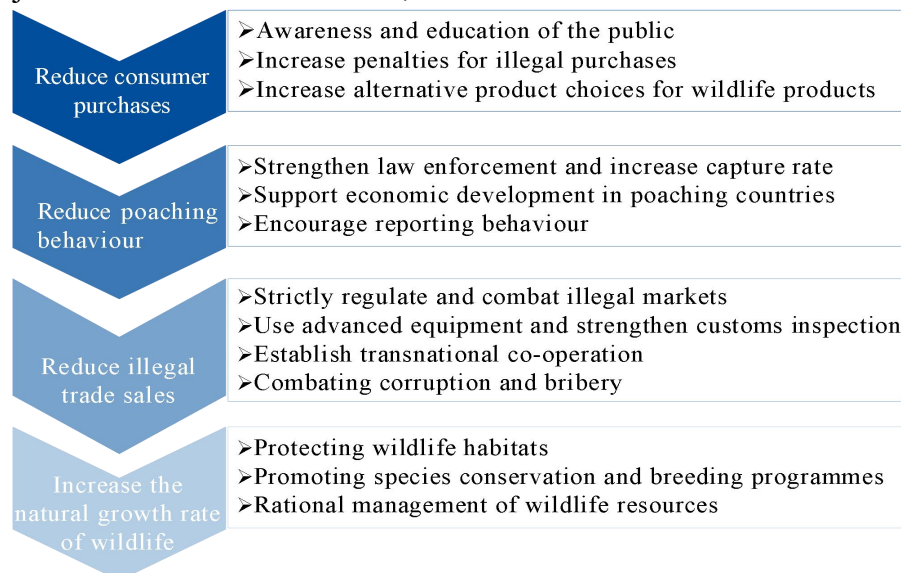 Reduce consumer
purchases
➢Awareness and education of the public
➢Increase penalties for illegal purchases
➢Increase alternative product choices for wildlife products
Reduce poaching
behaviour
➢Strengthen law enforcement and increase capture rate
➢Support economic development in poaching countries
➢Encourage reporting behaviour
Reduce illegal
trade sales
➢Strictly regulate and combat illegal markets
➢Use advanced equipment and strengthen customs inspection
➢Establish transnational co-operation
➢Combating corruption and bribery
Increase the
natural growth rate
of wildlife
➢Protecting wildlife habitats
➢Promoting species conservation and breeding programmes
➢Rational management of wildlife resources